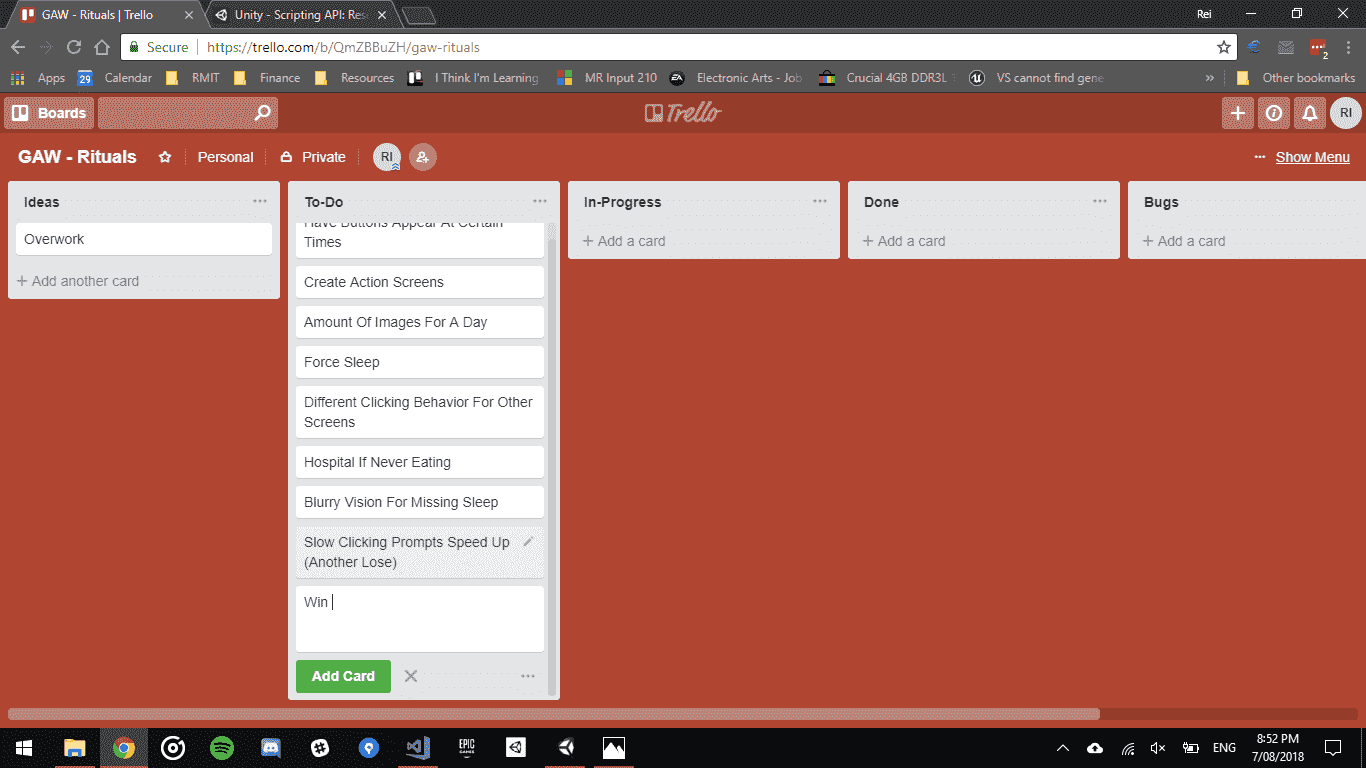 GAW - Rituals | Trello
Unity - Scripting API: Res
Rei
Secure
https://trello.com/b/QmZBBuZH/gaw-rituals
2
Apps
29
Calendar
RMIT
Finance
Resources
I Think I'm Learning
MR Input 210
EA
Electronic Arts - Job
Crucial 4GB DDR3L
VS cannot find gene
»
Other bookmarks
Boards
Trello
RI
GAW - Rituals
Personal
Private
RI
Show Menu
Ideas
Overwork
+ Add another card
To-Do
Have Buttons Appear At Certain
Times
Create Action Screens
Amount Of Images For A Day
Force Sleep
Different Clicking Behavior For Other
Screens
Hospital If Never Eating
Blurry Vision For Missing Sleep
Slow Clicking Prompts Speed Up
(Another Lose)
Win
Add Card
In-Progress
+ Add a card
Done
+ Add a card
Bugs
+ Add a card
EPIC
GAMES
ENG
8:52 PM
7/08/2018